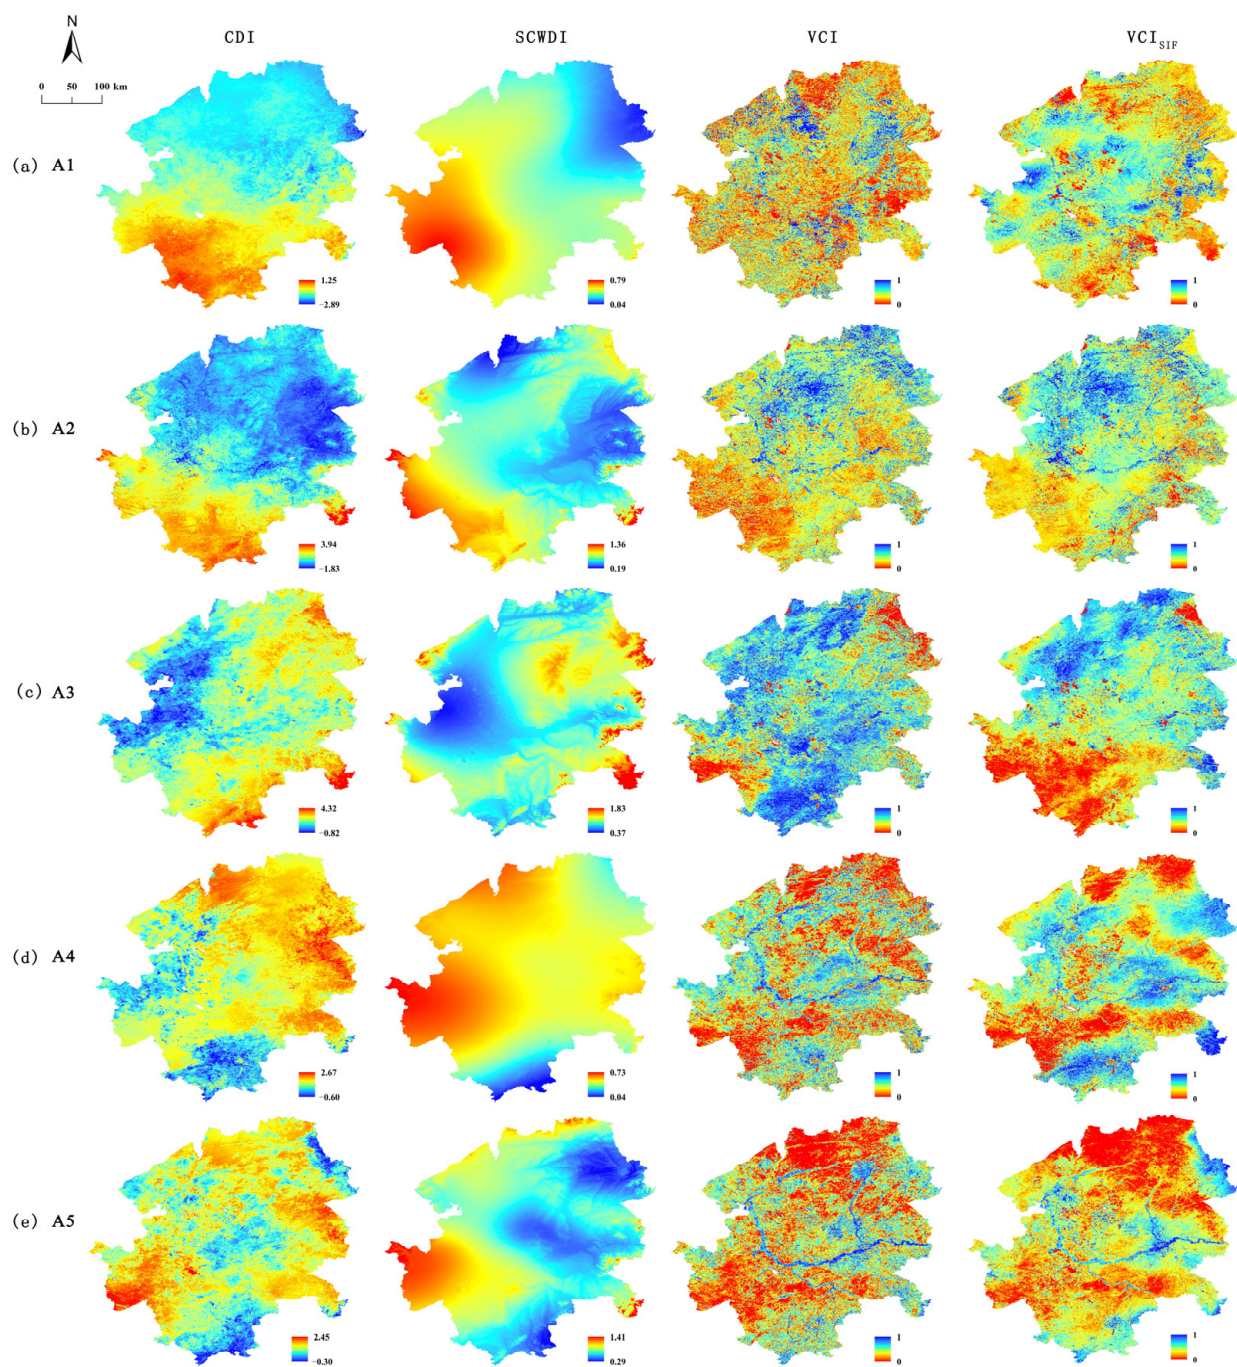 N
0 50 100 km
CDI SCWDI VCI VCI_SIF
(a) A1
1.25 0.79 1 1
−2.89 0.04 0 0
(b) A2
3.94 1.36 1 1
−1.83 0.19 0 0
(c) A3
4.32 1.83 1 1
−0.82 0.37 0 0
(d) A4
2.67 0.73 1 1
−0.60 0.04 0 0
(e) A5
2.45 1.41 1 1
−0.30 0.29 0 0